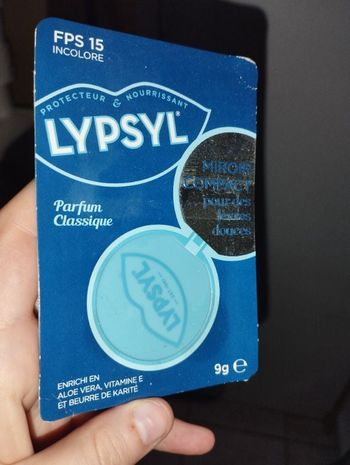 FPS 15
INCOLORE
PROTECTEUR & NOURRISSANT
LYPSYL®
MIROIR
COMPACT
pour des
lèvres
douces
Parfum
Classique
LYPSYL
ENRICHI EN
ALOE VERA, VITAMINE E
ET BEURRE DE KARITÉ
9g ℮